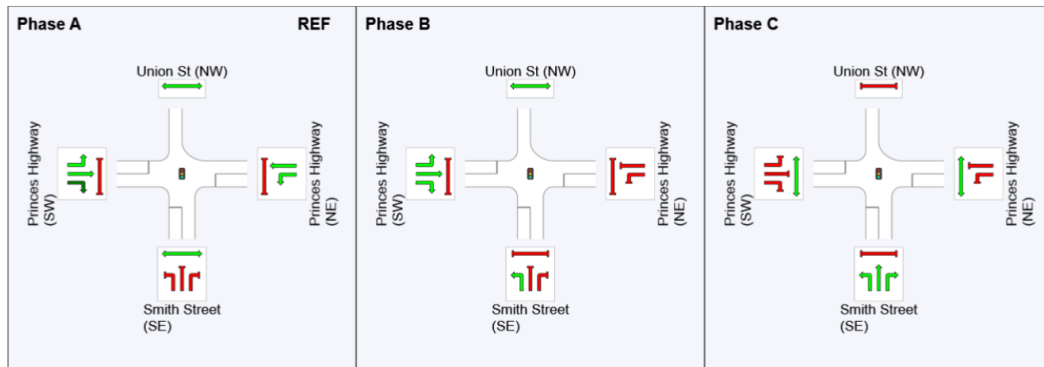 Phase A
REF
Union St (NW)
Princes Highway
(SW)
Princes Highway
(NE)
Smith Street
(SE)
Phase B
Union St (NW)
Princes Highway
(SW)
Princes Highway
(NE)
Smith Street
(SE)
Phase C
Union St (NW)
Princes Highway
(SW)
Princes Highway
(NE)
Smith Street
(SE)